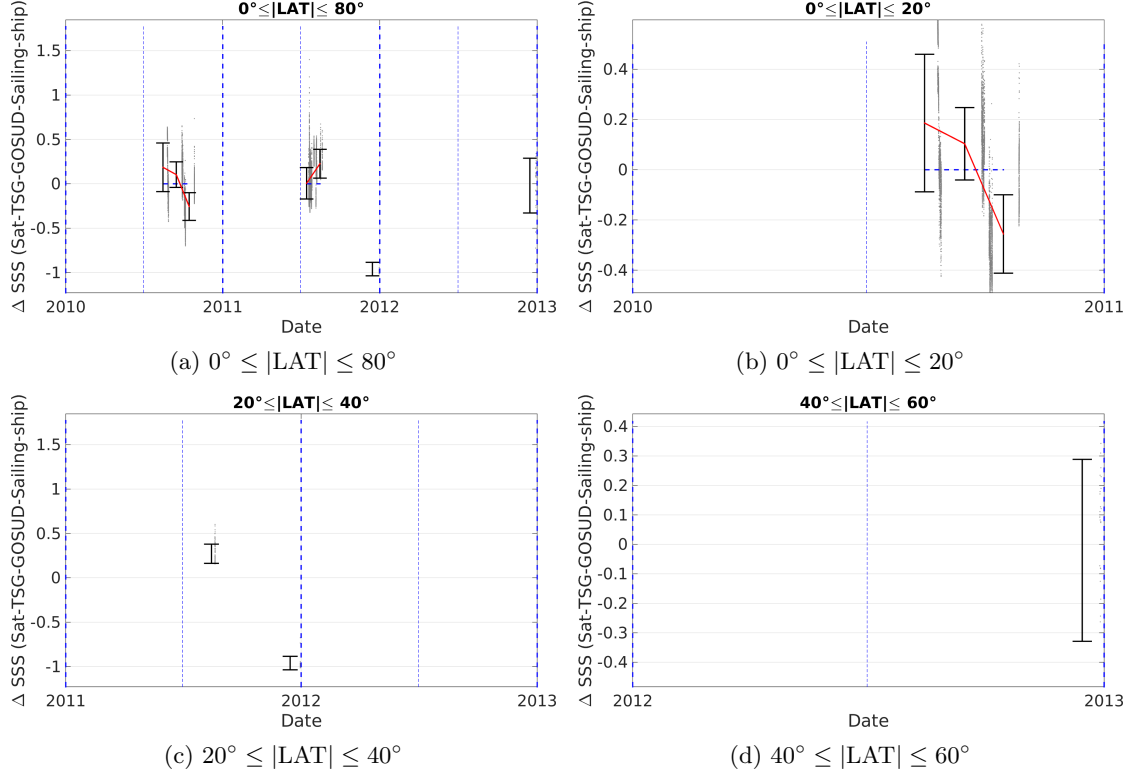 0°≤|LAT|≤ 80°
Δ SSS (Sat-TSG-GOSUD-Sailing-ship)
1.5
1
0.5
0
-0.5
-1
2010 2011 2012 2013
Date
(a) 0° ≤ |LAT| ≤ 80°
0°≤|LAT|≤ 20°
Δ SSS (Sat-TSG-GOSUD-Sailing-ship)
0.4
0.2
0
-0.2
-0.4
2010 2011
Date
(b) 0° ≤ |LAT| ≤ 20°
20°≤|LAT|≤ 40°
Δ SSS (Sat-TSG-GOSUD-Sailing-ship)
1.5
1
0.5
0
-0.5
-1
2011 2012 2013
Date
(c) 20° ≤ |LAT| ≤ 40°
40°≤|LAT|≤ 60°
Δ SSS (Sat-TSG-GOSUD-Sailing-ship)
0.4
0.3
0.2
0.1
0
-0.1
-0.2
-0.3
-0.4
2012 2013
Date
(d) 40° ≤ |LAT| ≤ 60°